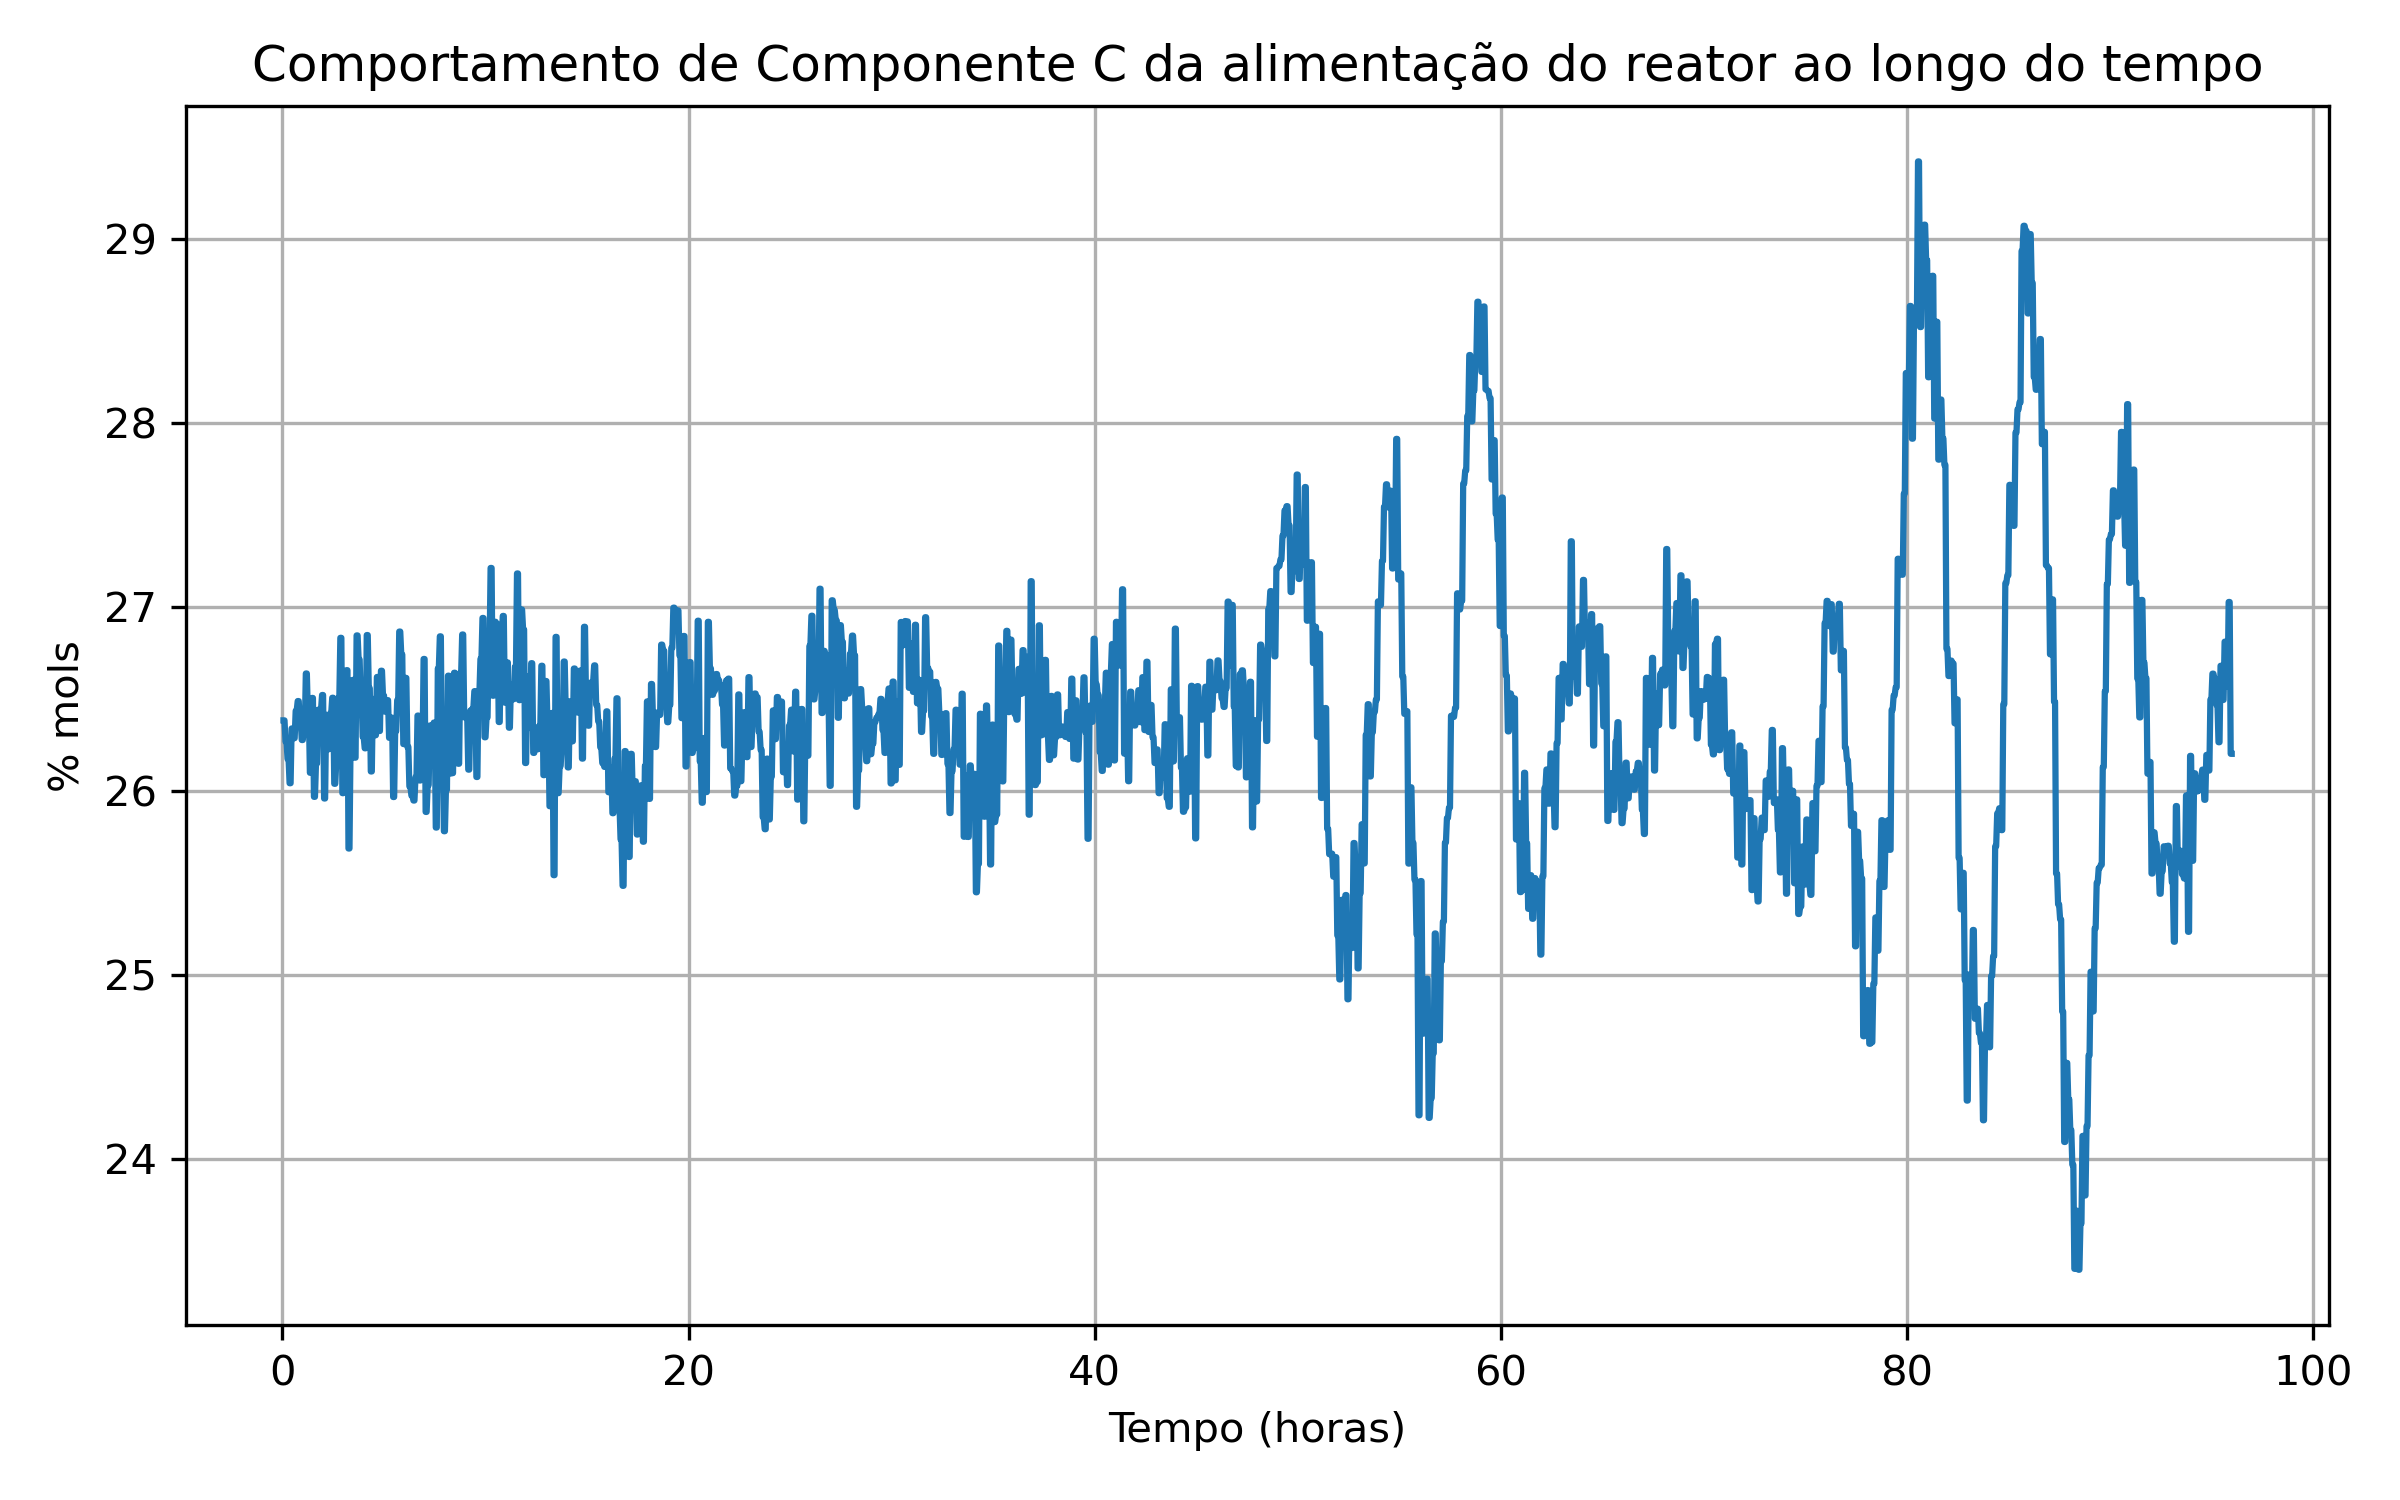 Comportamento de Componente C da alimentação do reator ao longo do tempo
29
28
27
26
25
24
% mols
0 20 40 60 80 100
Tempo (horas)